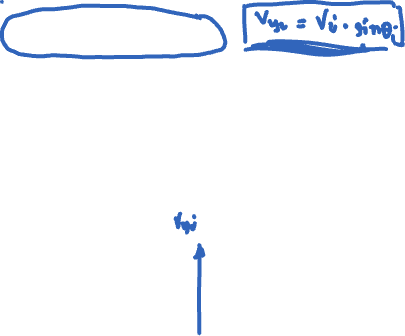 Vyi = Vi · sinθi
Vyi